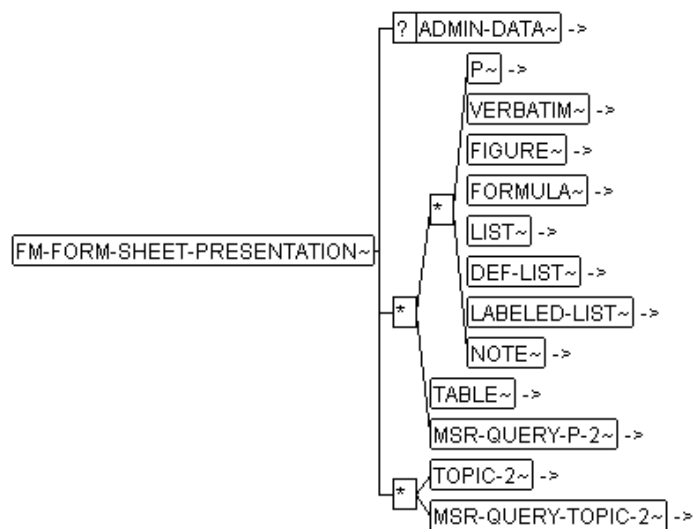 ? ADMIN-DATA~ ->
P~ ->
VERBATIM~ ->
FIGURE~ ->
FORMULA~ ->
*
LIST~ ->
FM-FORM-SHEET-PRESENTATION~
DEF-LIST~ ->
* LABELED-LIST~ ->
NOTE~ ->
TABLE~ ->
MSR-QUERY-P-2~ ->
TOPIC-2~ ->
*
MSR-QUERY-TOPIC-2~ ->